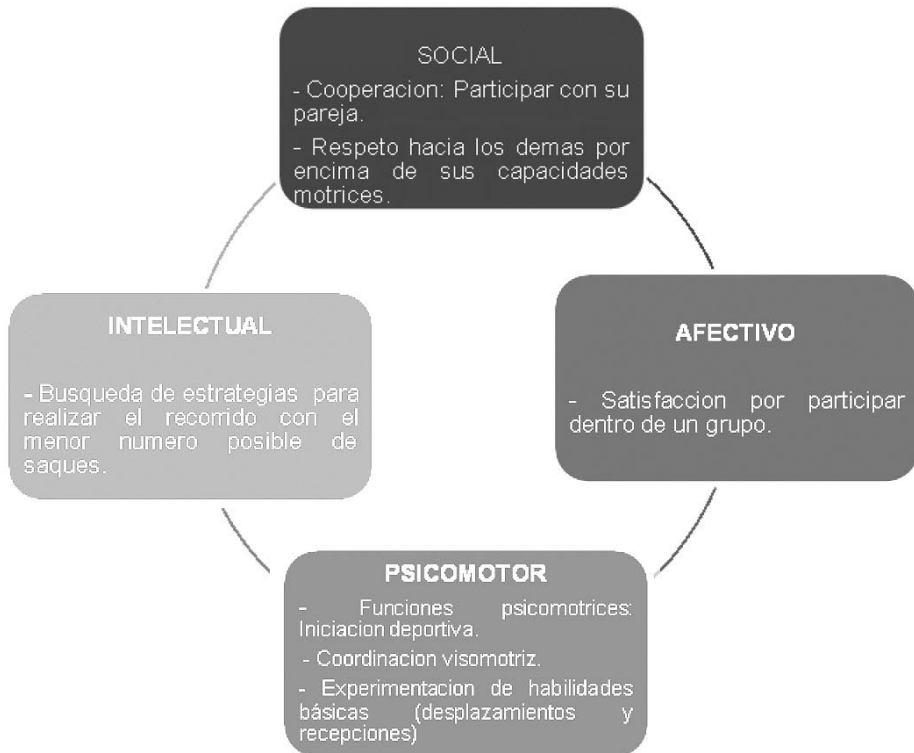 SOCIAL
- Cooperacion: Participar con su
pareja.
- Respeto hacia los demas por
encima de sus capacidades
motrices.
INTELECTUAL
- Busqueda de estrategias para
realizar el recorrido con el
menor numero posible de
saques.
AFECTIVO
- Satisfaccion por participar
dentro de un grupo.
PSICOMOTOR
- Funciones psicomotrices:
Iniciacion deportiva.
- Coordinacion visomotriz.
- Experimentacion de habilidades
básicas (desplazamientos y
recepciones)